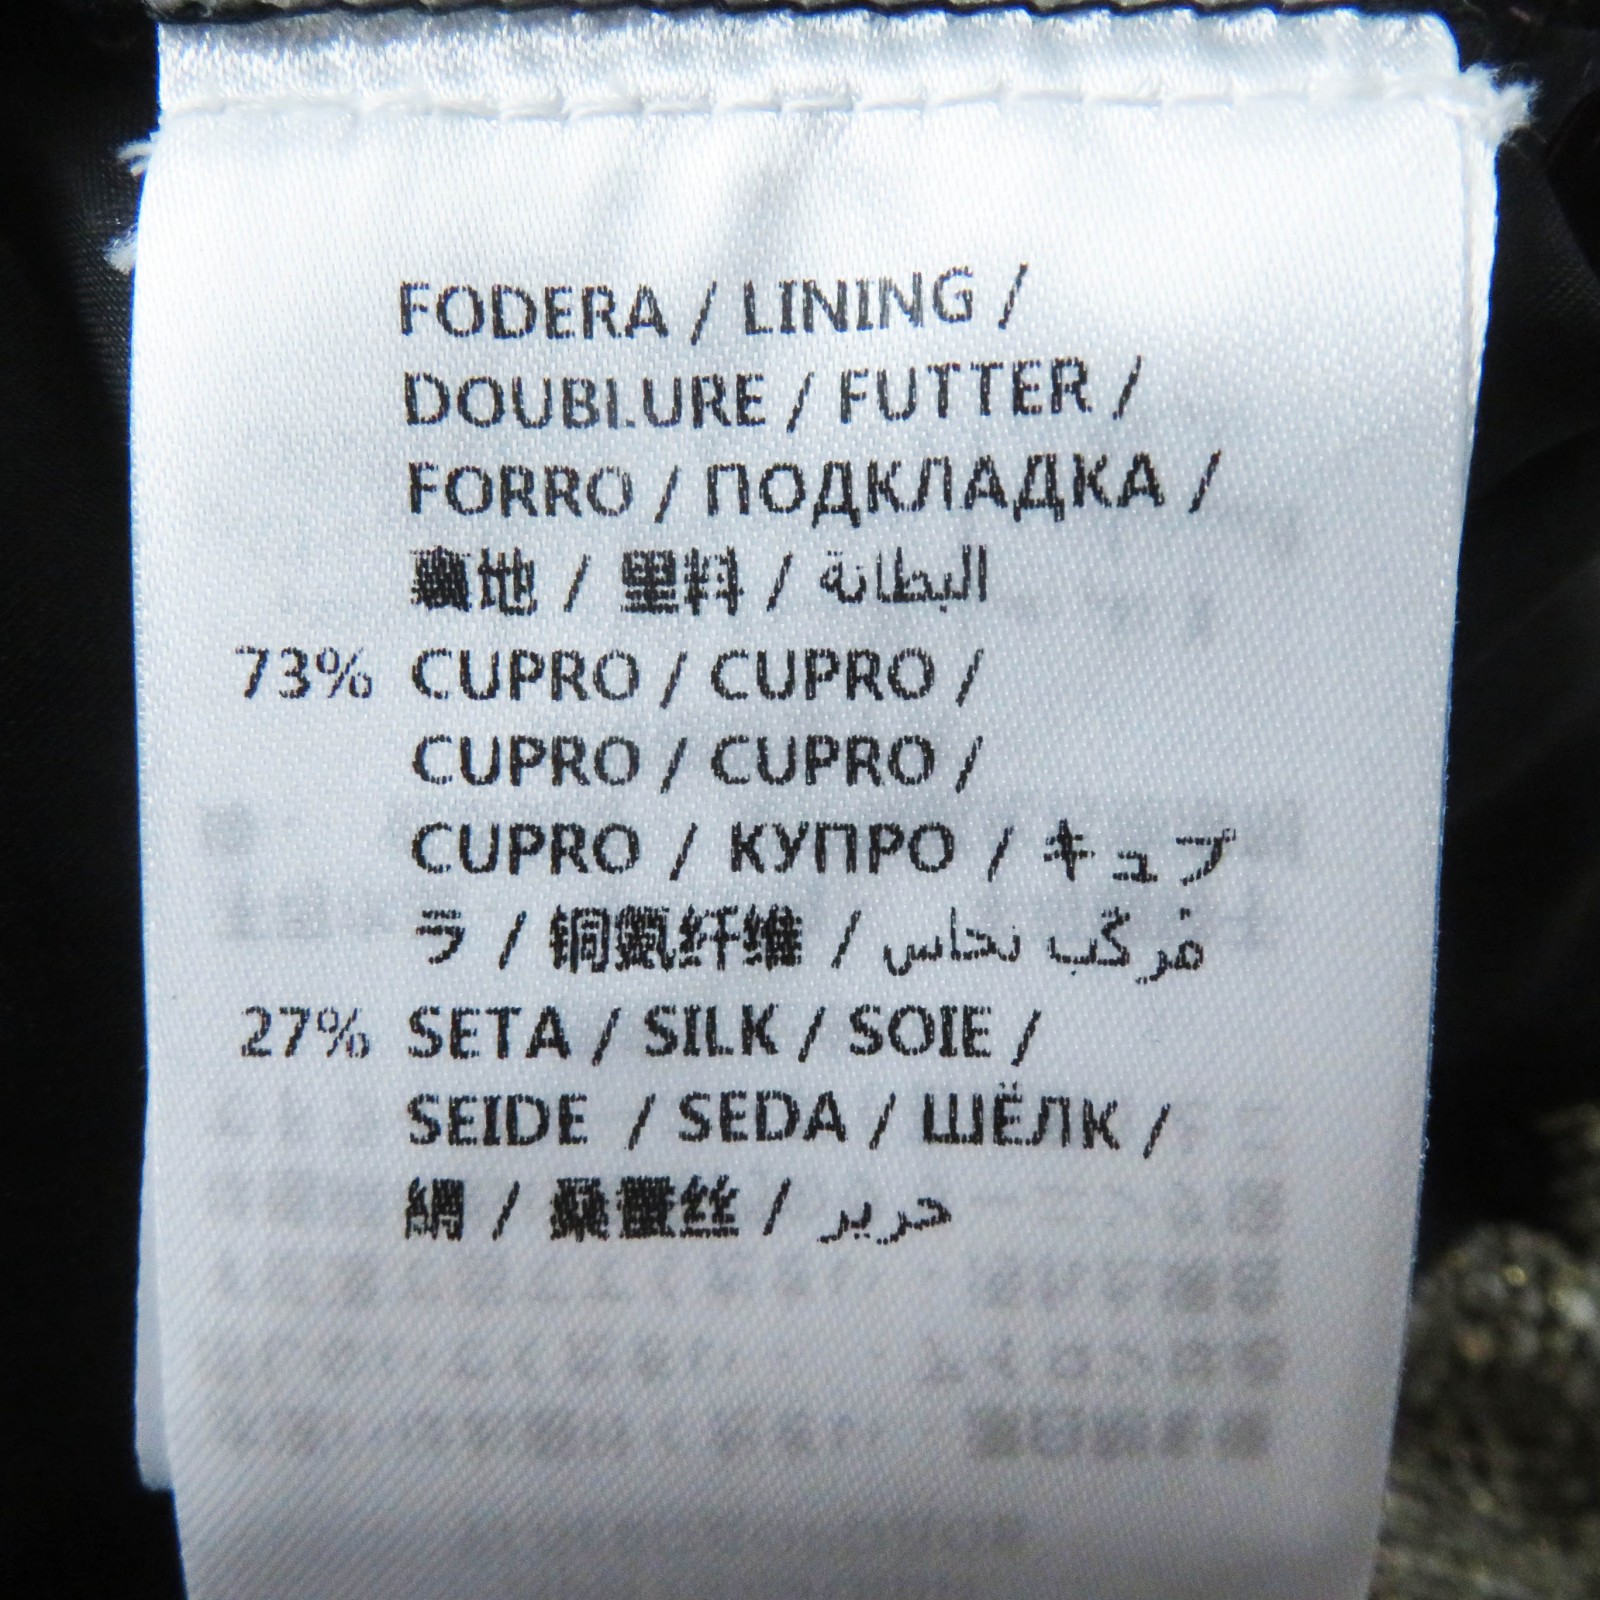 FODERA / LINING /
DOUBLURE / FUTTER /
FORRO / ПОДКЛАДКА /
裏地 / 里料 / البطانة
73% CUPRO / CUPRO /
CUPRO / CUPRO /
CUPRO / КУПРО / キュプ
ラ / 铜氨纤维 / مُركّب نحاس
27% SETA / SILK / SOIE /
SEIDE / SEDA / ШЁЛК /
絹 / 桑蚕丝 / حرير